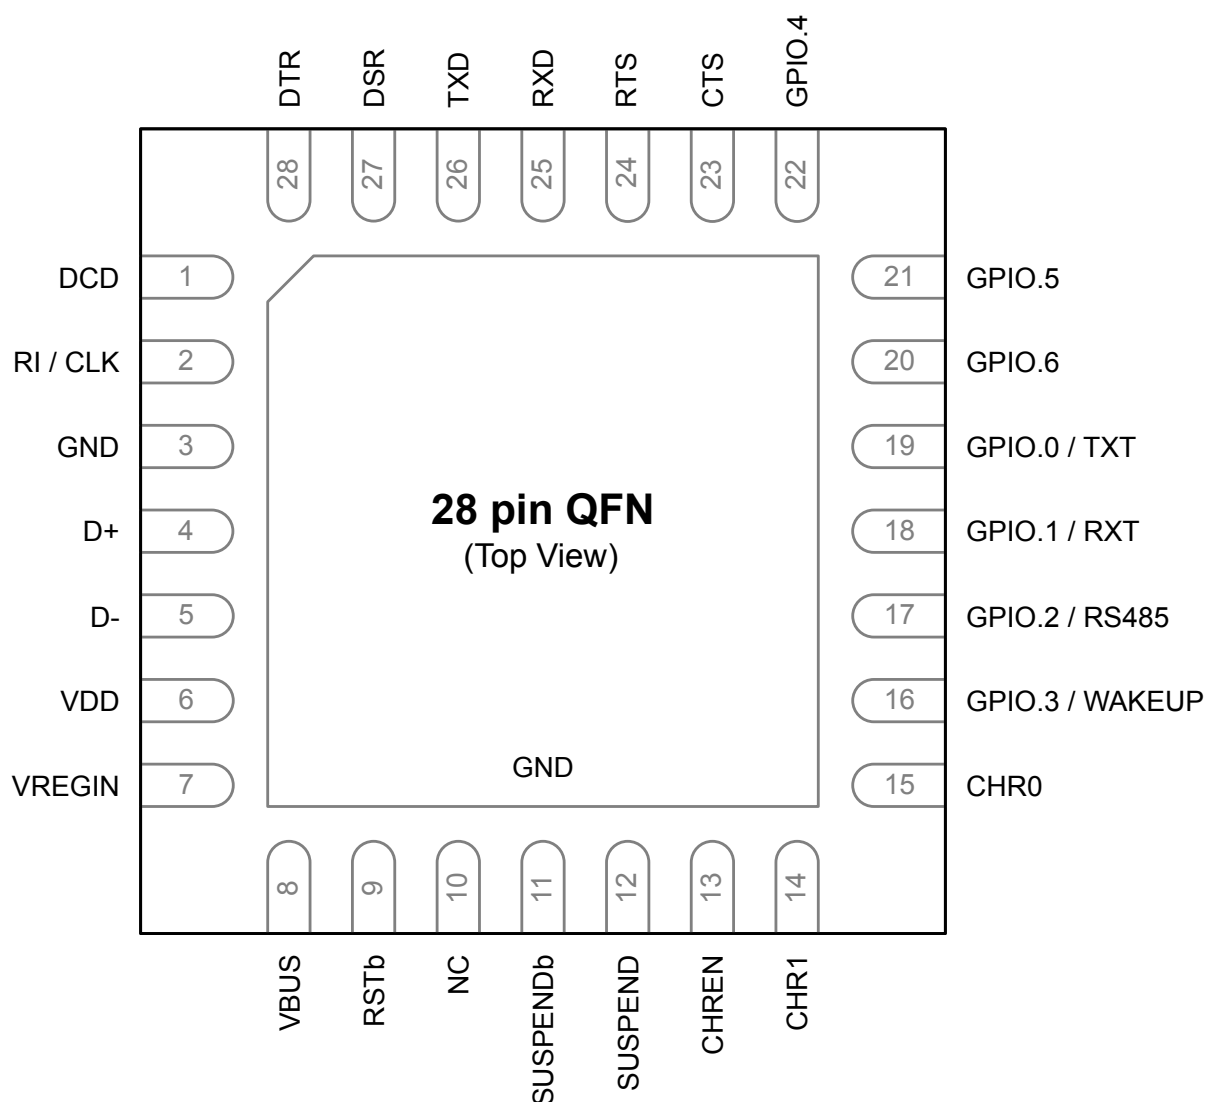 DTR
DSR
TXD
RXD
RTS
CTS
GPIO.4
28
27
26
25
24
23
22
DCD
1
21
GPIO.5
RI / CLK
2
20
GPIO.6
GND
3
19
GPIO.0 / TXT
D+
4
18
GPIO.1 / RXT
28 pin QFN
(Top View)
D-
5
17
GPIO.2 / RS485
VDD
6
16
GPIO.3 / WAKEUP
GND
VREGIN
7
15
CHR0
8
9
10
11
12
13
14
VBUS
RSTb
NC
SUSPENDb
SUSPEND
CHREN
CHR1